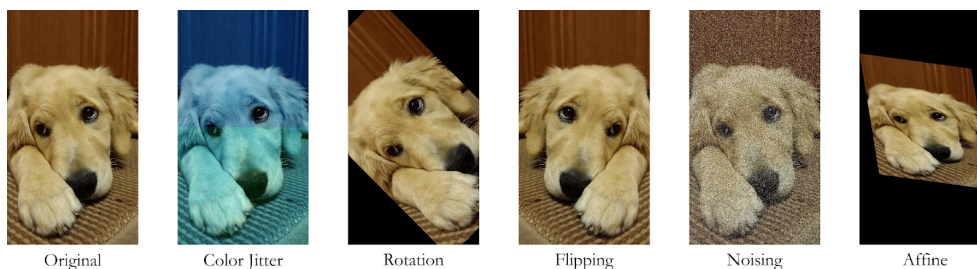 Original
Color Jitter
Rotation
Flipping
Noising
Affine